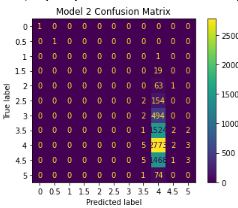 Model 2 Confusion Matrix
0 1 0 0 0 0 0 0 0 0 0 0
0.5 0 1 0 0 0 0 0 0 0 0 0
1 0 0 0 0 0 0 0 0 1 0 0
1.5 0 0 0 0 0 0 0 0 19 0 0
2 0 0 0 0 0 0 0 0 63 1 0
2.5 0 0 0 0 0 0 0 2 154 0 0
3 0 0 0 0 0 0 0 2 494 0 0
3.5 0 0 0 0 0 0 0 1 1524 2 2
4 0 0 0 0 0 0 0 5 2773 2 3
4.5 0 0 0 0 0 0 0 5 1468 1 3
5 0 0 0 0 0 0 0 1 74 0 0
0 0.5 1 1.5 2 2.5 3 3.5 4 4.5 5
True label
Predicted label
2500
2000
1500
1000
500
0